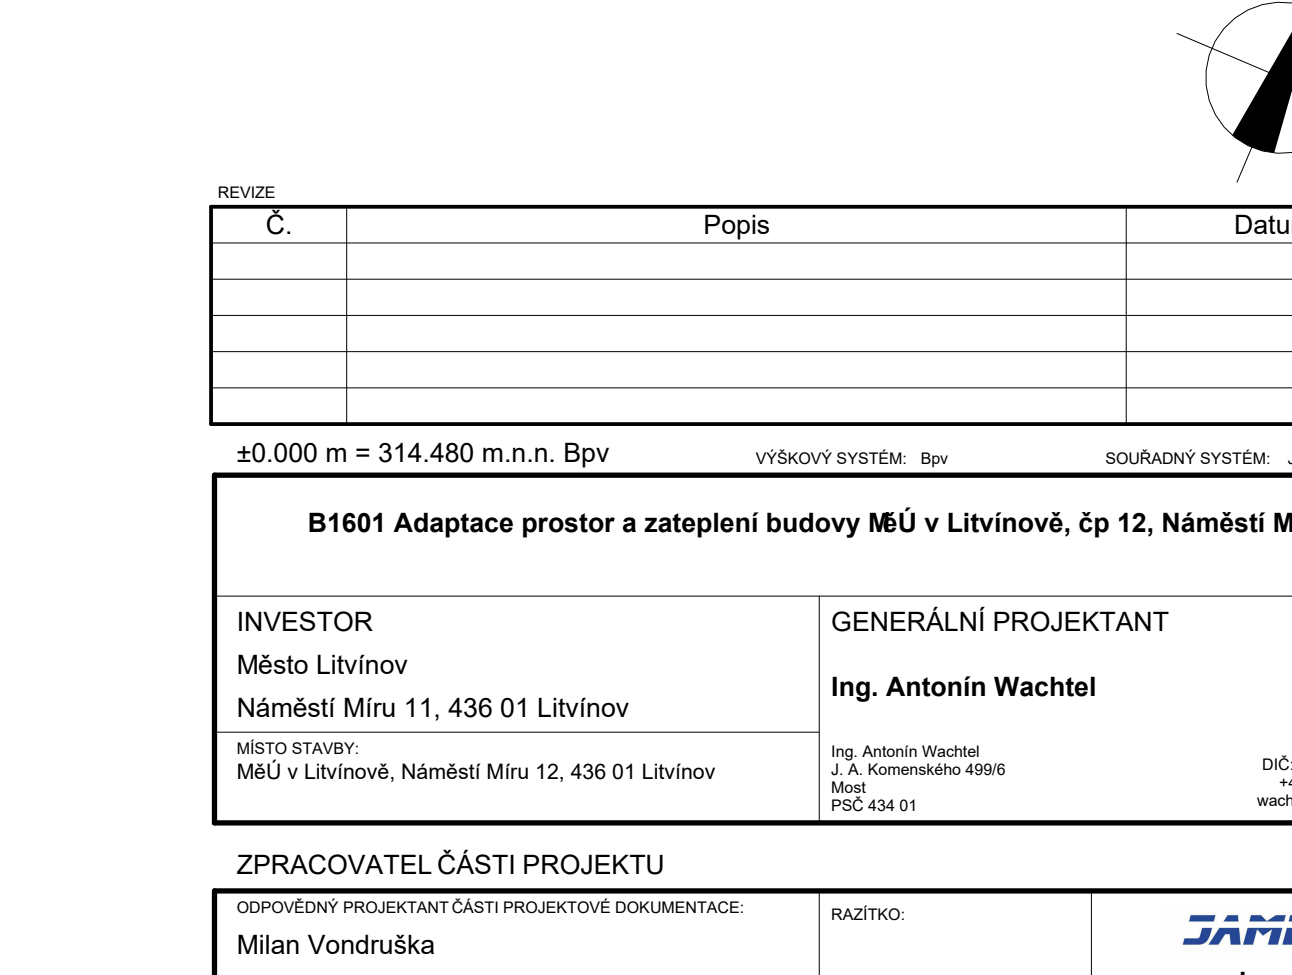 REVIZE
Č. Popis
±0.000 m = 314.480 m.n.n. Bpv VÝŠKOVÝ SYSTÉM: Bpv SOUŘADNÝ SYSTÉM:
B1601 Adaptace prostor a zateplení budovy MěÚ v Litvínově, čp 12, Náměstí
INVESTOR
Město Litvínov
Náměstí Míru 11, 436 01 Litvínov
MÍSTO STAVBY:
MěÚ v Litvínově, Náměstí Míru 12, 436 01 Litvínov
GENERÁLNÍ PROJEKTANT
Ing. Antonín Wachtel
Ing. Antonín Wachtel
J. A. Komenského 499/6
Most
PSČ 434 01
DIČ:
ZPRACOVATEL ČÁSTI PROJEKTU
ODPOVĚDNÝ PROJEKTANT ČÁSTI PROJEKTOVÉ DOKUMENTACE:
Milan Vondruška
RAZÍTKO: